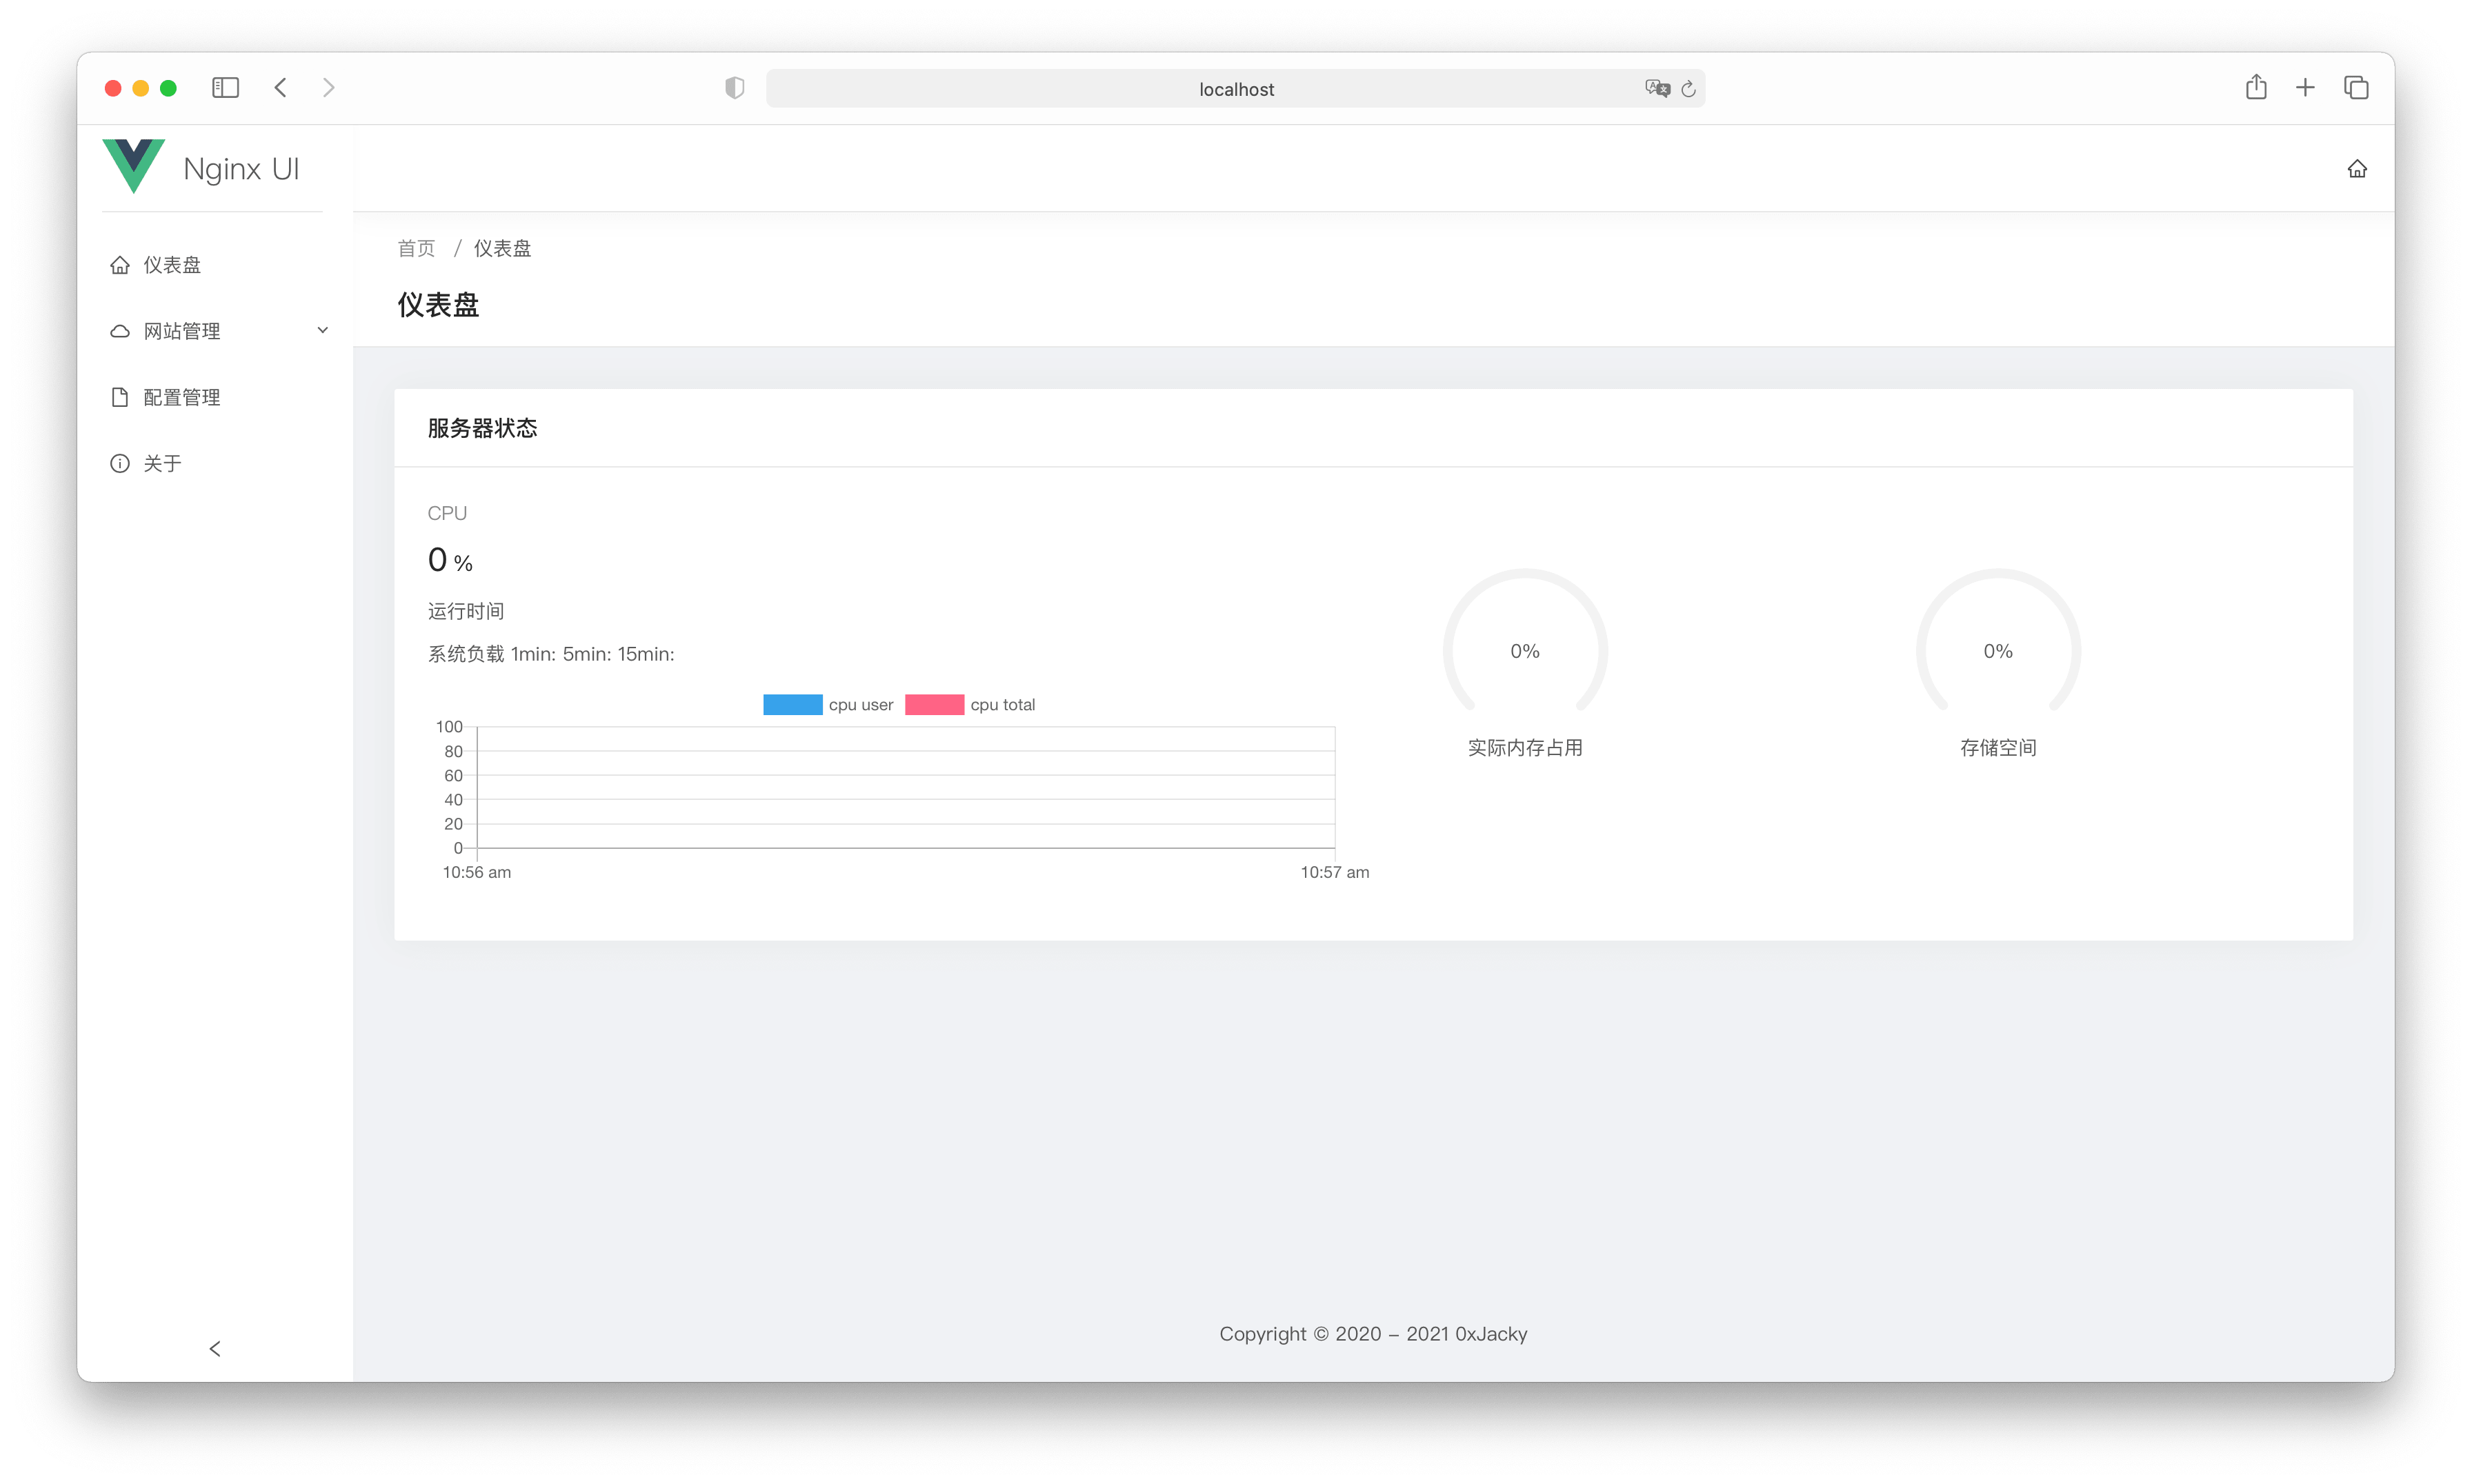 localhost
Nginx UI
仪表盘
网站管理
配置管理
关于
首页 / 仪表盘
仪表盘
服务器状态
CPU
0 %
运行时间
系统负载 1min: 5min: 15min:
cpu user cpu total
100
80
60
40
20
0
10:56 am 10:57 am
0%
实际内存占用
0%
存储空间
Copyright © 2020 – 2021 0xJacky